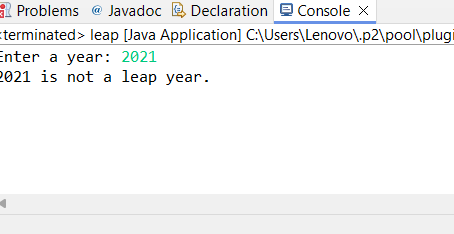 Problems @ Javadoc Declaration Console
<terminated> leap [Java Application] C:\Users\Lenovo\.p2\pool\plugi
Enter a year: 2021
2021 is not a leap year.